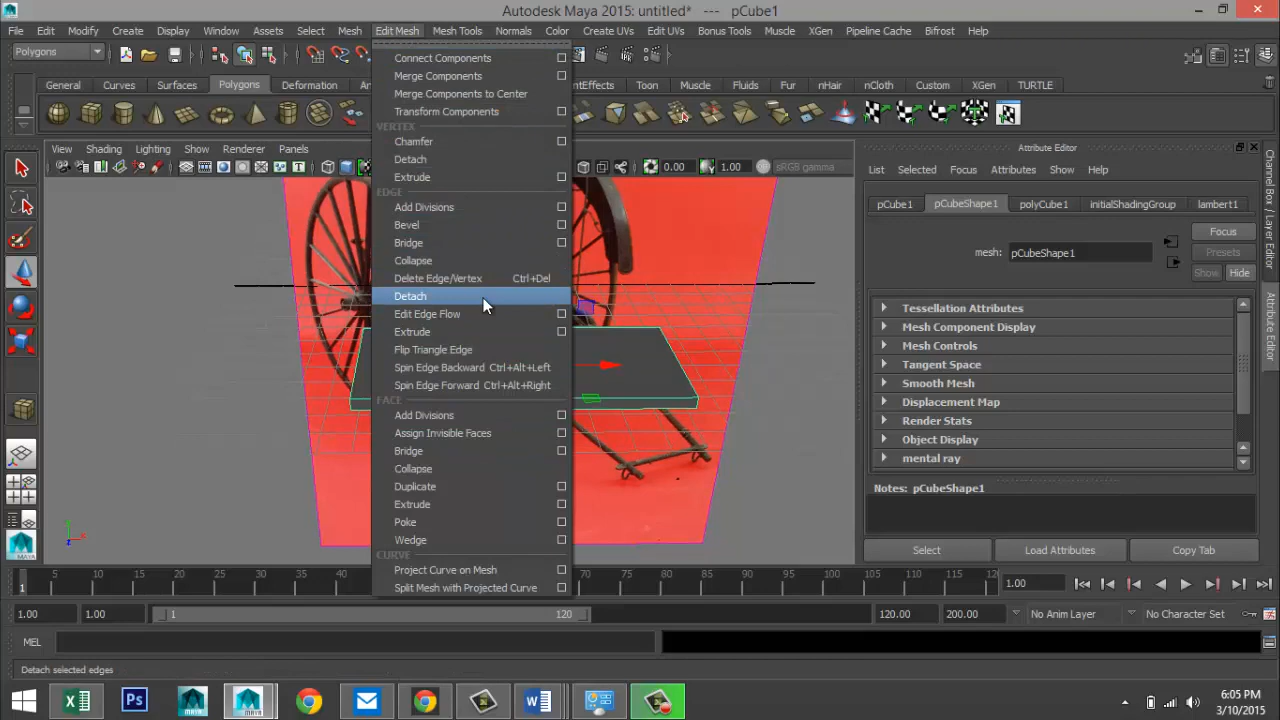 Autodesk Maya 2015: untitled* --- pCube1
File Edit Modify Create Display Window Assets Select Mesh Edit Mesh Mesh Tools Normals Color Create UVs Edit UVs Bonus Tools Muscle XGen Pipeline Cache Bifrost Help
Polygons
General Curves Surfaces Polygons Deformation An Effects Toon Muscle Fluids Fur nHair nCloth Custom XGen TURTLE
View Shading Lighting Show Renderer Panels
0.00 1.00 sRGB gamma
Connect Components
Merge Components
Merge Components to Center
Transform Components
VERTEX
Chamfer
Detach
Extrude
EDGE
Add Divisions
Bevel
Bridge
Collapse
Delete Edge/Vertex Ctrl+Del
Detach
Edit Edge Flow
Extrude
Flip Triangle Edge
Spin Edge Backward Ctrl+Alt+Left
Spin Edge Forward Ctrl+Alt+Right
FACE
Add Divisions
Assign Invisible Faces
Bridge
Collapse
Duplicate
Extrude
Poke
Wedge
CURVE
Project Curve on Mesh
Split Mesh with Projected Curve
Attribute Editor
List Selected Focus Attributes Show Help
pCube1 pCubeShape1 polyCube1 initialShadingGroup lambert1
Focus
mesh: pCubeShape1
Presets
Show Hide
Tessellation Attributes
Mesh Component Display
Mesh Controls
Tangent Space
Smooth Mesh
Displacement Map
Render Stats
Object Display
mental ray
Notes: pCubeShape1
Select Load Attributes Copy Tab
Channel Box / Layer Editor
Attribute Editor
y
x
z
MAYA
1 5 10 15 20 25 30 35 40 70 75 80 85 90 95 100 105 110 115 120
1.00
1.00 1.00 1 120 120.00 200.00 No Anim Layer No Character Set
MEL
Detach selected edges
6:05 PM
3/10/2015